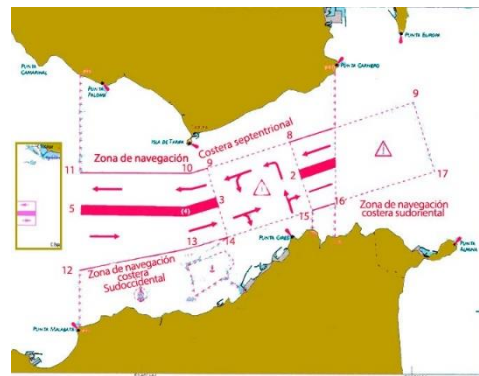 PUNTA EUROPA
PUNTA CARNERO
PUNTA CAMARINAL
PUNTA PALOMA
ISLA DE TARIFA
9
Costera septentrional
8
Zona de navegación
9
10
11
2
17
3
5
(4)
16
15
Zona de navegación
costera sudoriental
13
14
PUNTA CIRES
12
Zona de navegación
costera
Sudoccidental
PUNTA ALMINA
PUNTA MALABATA